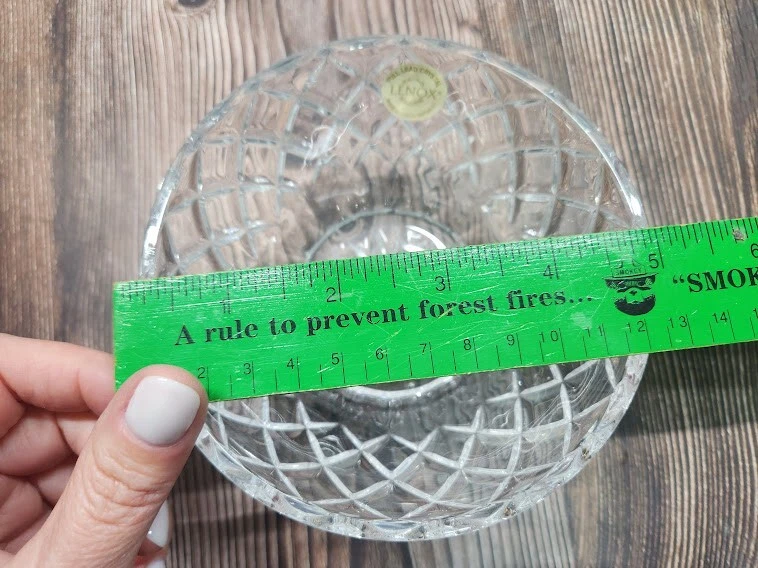 LENOX
1 2 3 4 5 6
SMOKEY
A rule to prevent forest fires... "SMOK
2 3 4 5 6 7 8 9 10 11 12 13 14